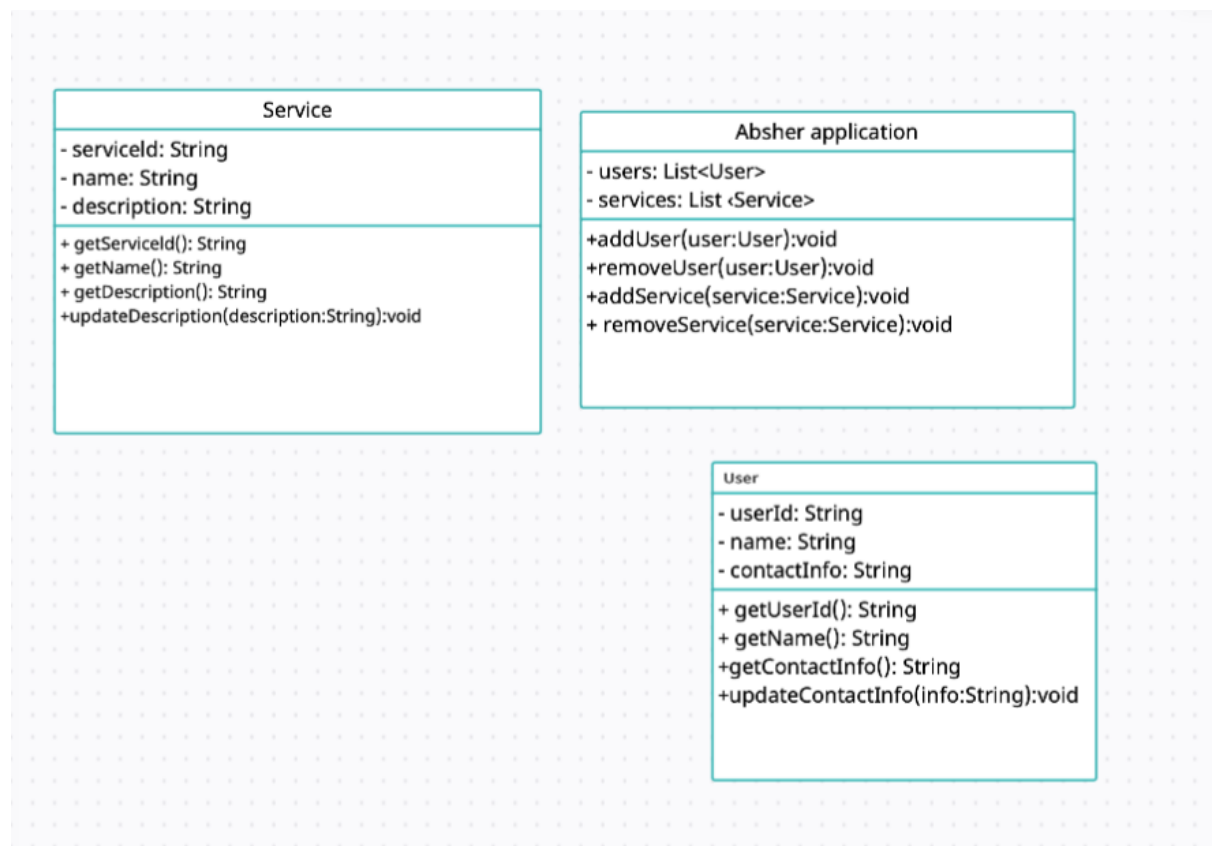 Service
- serviceId: String
- name: String
- description: String
+ getServiceId(): String
+ getName(): String
+ getDescription(): String
+updateDescription(description:String):void
Absher application
- users: List<User>
- services: List ‹Service>
+addUser(user:User):void
+removeUser(user:User):void
+addService(service:Service):void
+ removeService(service:Service):void
User
- userId: String
- name: String
- contactInfo: String
+ getUserId(): String
+ getName(): String
+getContactInfo(): String
+updateContactInfo(info:String):void